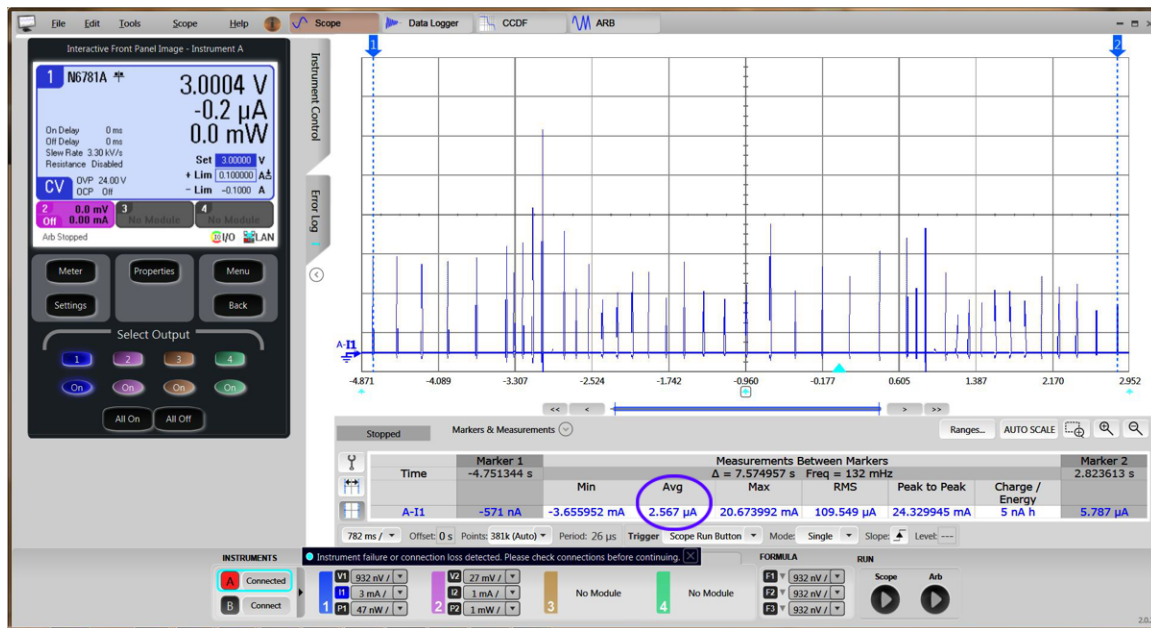 File Edit Tools Scope Help Scope Data Logger CCDF ARB
Interactive Front Panel Image - Instrument A
1 N6781A
3.0004 V
-0.2 µA
0.0 mW
On Delay 0 ms
Off Delay 0 ms
Slew Rate 3.30 kV/s
Resistance Disabled
Set 3.00000 V
+ Lim 0.100000 A
- Lim -0.1000 A
CV OVP 24.00 V
OCP Off
2 0.0 mV
Off 0.00 mA
3 No Module
4 No Module
Arb Stopped I/O LAN
Meter Properties Menu
Settings Back
Select Output
1 2 3 4
On On On On
All On All Off
Instrument Control
Error Log
1 2
A-I1
-4.871 -4.089 -3.307 -2.524 -1.742 -0.960 -0.177 0.605 1.387 2.170 2.952
<< < > >>
Stopped Markers & Measurements Ranges... AUTO SCALE
Marker 1 Measurements Between Markers Marker 2
Time -4.751344 s Δ = 7.574957 s Freq = 132 mHz 2.823613 s
Min Avg Max RMS Peak to Peak Charge / Energy
A-I1 -571 nA -3.655952 mA 2.567 µA 20.673992 mA 109.549 µA 24.329945 mA 5 nA h 5.787 µA
782 ms / Offset: 0 s Points: 381k (Auto) Period: 26 µs Trigger Scope Run Button Mode: Single Slope: Level: ---
INSTRUMENTS
Instrument failure or connection loss detected. Please check connections before continuing.
FORMULA RUN
A Connected
B Connect
1 V1 932 nV /
I1 3 mA /
P1 47 nW /
2 V2 27 mV /
I2 1 mA /
P2 1 mW /
3 No Module
4 No Module
F1 932 nV /
F2 932 nV /
F3 932 nV /
Scope Arb